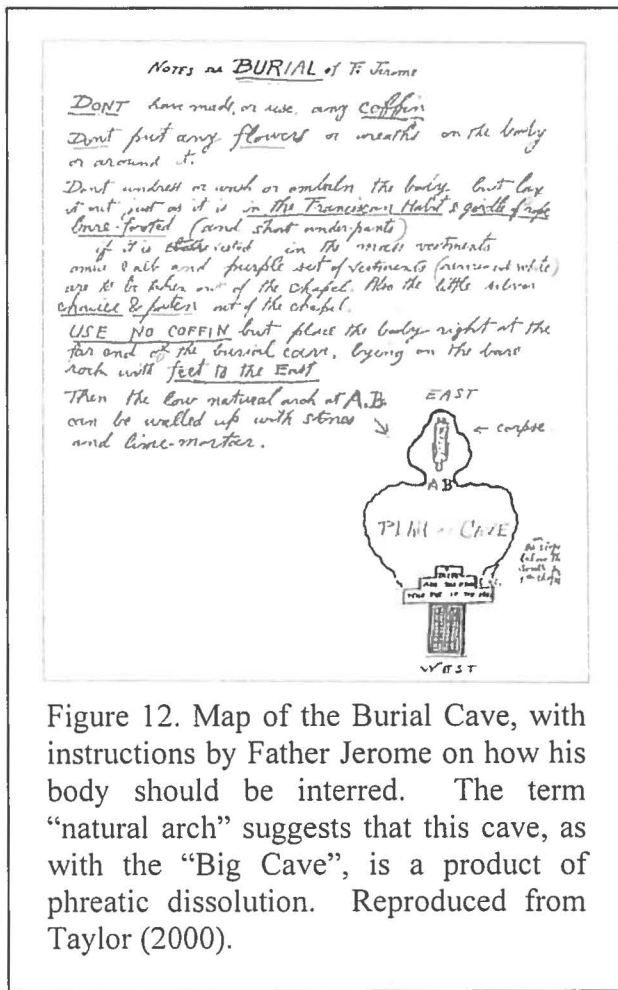 NOTES on BURIAL of Fr Jerome
DONT have made, or use, any coffin
Dont put any flowers or wreaths on the body
or around it.
Dont undress or wash or embalm the body but lay
it out just as it is in the Franciscan Habit & girdle of rope
bare-footed (and short under-pants)
if it is vested in the mass vestments
amice & alb and purple set of vestments (white)
are to be taken out of the chapel. Also the little silver
chalice & paten out of the chapel.
USE NO COFFIN but place the body right at the
far end of the burial cave, lying on the bare
rock with feet to the East
Then the low natural arch at A.B.
can be walled up with stones
and lime-mortar.
EAST
← corpse
A B
PLAN OF CAVE
WEST
Figure 12. Map of the Burial Cave, with
instructions by Father Jerome on how his
body should be interred. The term
“natural arch” suggests that this cave, as
with the “Big Cave”, is a product of
phreatic dissolution. Reproduced from
Taylor (2000).